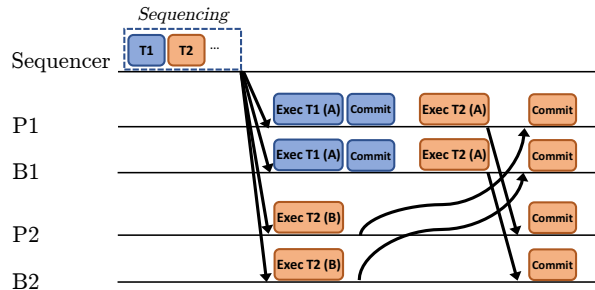 Sequencing
T1 T2 ...
Sequencer
Exec T1 (A) Commit Exec T2 (A) Commit
P1
Exec T1 (A) Commit Exec T2 (A) Commit
B1
Exec T2 (B) Commit
P2
Exec T2 (B) Commit
B2